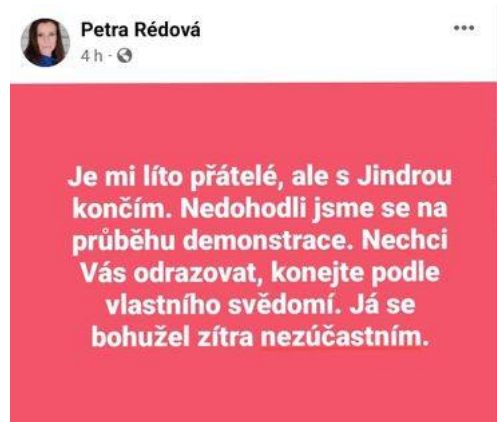 Petra Rédová
4 h ·
Je mi líto přátelé, ale s Jindrou
končím. Nedohodli jsme se na
průběhu demonstrace. Nechci
Vás odrazovat, konejte podle
vlastního svědomí. Já se
bohužel zítra nezúčastním.